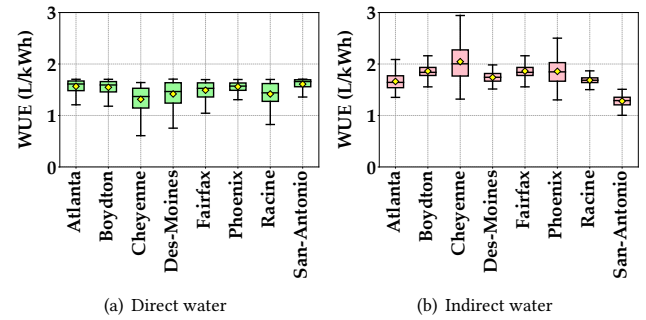 WUE (L/kWh)
3
2
1
0
Atlanta
Boydton
Cheyenne
Des-Moines
Fairfax
Phoenix
Racine
San-Antonio
(a) Direct water
WUE (L/kWh)
3
2
1
0
Atlanta
Boydton
Cheyenne
Des-Moines
Fairfax
Phoenix
Racine
San-Antonio
(b) Indirect water